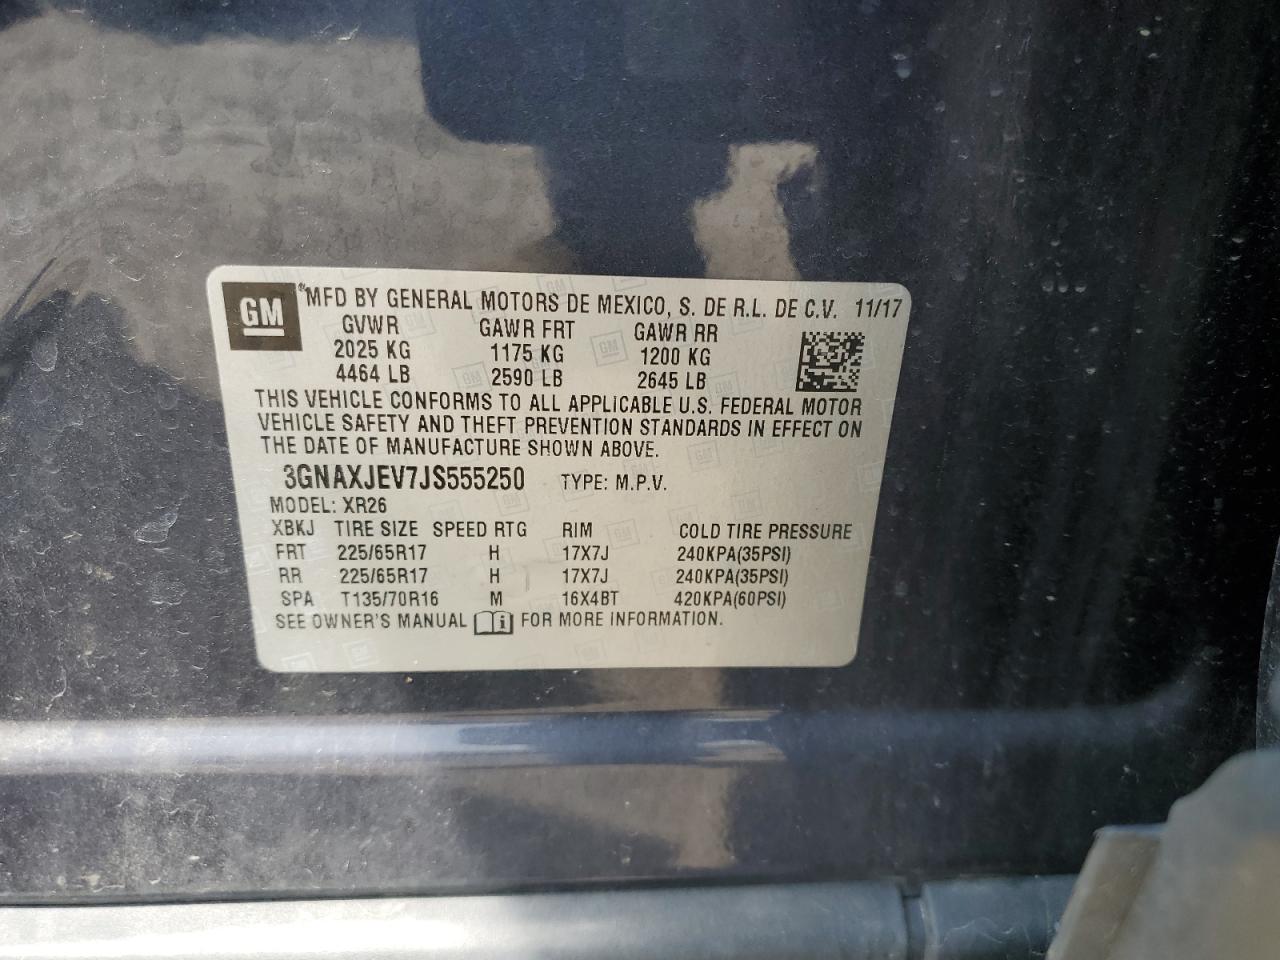 GM ®MFD BY GENERAL MOTORS DE MEXICO, S. DE R.L. DE C.V. 11/17
GVWR GAWR FRT GAWR RR
2025 KG 1175 KG 1200 KG
4464 LB 2590 LB 2645 LB
THIS VEHICLE CONFORMS TO ALL APPLICABLE U.S. FEDERAL MOTOR
VEHICLE SAFETY AND THEFT PREVENTION STANDARDS IN EFFECT ON
THE DATE OF MANUFACTURE SHOWN ABOVE.
3GNAXJEV7JS555250 TYPE: M.P.V.
MODEL: XR26
XBKJ TIRE SIZE SPEED RTG RIM COLD TIRE PRESSURE
FRT 225/65R17 H 17X7J 240KPA(35PSI)
RR 225/65R17 H 17X7J 240KPA(35PSI)
SPA T135/70R16 M 16X4BT 420KPA(60PSI)
SEE OWNER'S MANUAL i FOR MORE INFORMATION.